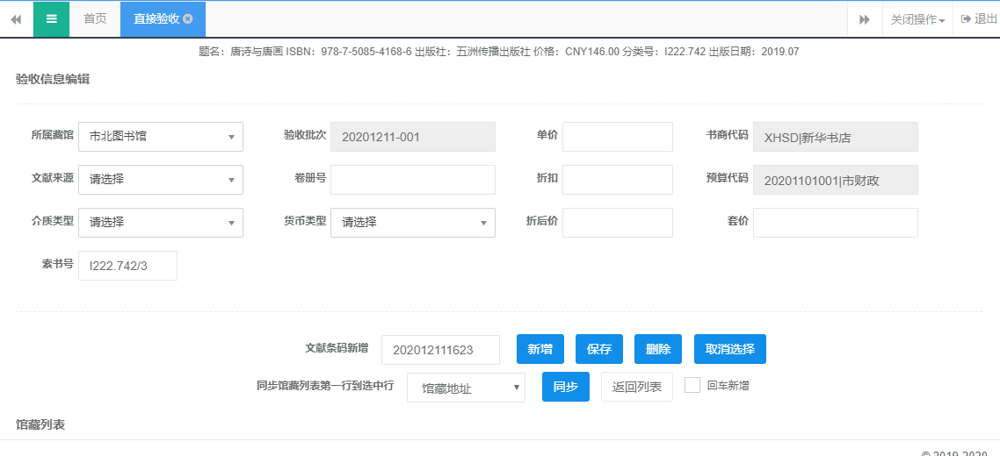 首页 直接验收 关闭操作 退出
题名：唐诗与唐画 ISBN：978-7-5085-4168-6 出版社：五洲传播出版社 价格：CNY146.00 分类号：I222.742 出版日期：2019.07
验收信息编辑
所属藏馆 市北图书馆 验收批次 20201211-001 单价 书商代码 XHSD|新华书店
文献来源 请选择 卷册号 折扣 预算代码 20201101001|市财政
介质类型 请选择 货币类型 请选择 折后价 套价
索书号 I222.742/3
文献条码新增 202012111623 新增 保存 删除 取消选择
同步馆藏列表第一行到选中行 馆藏地址 同步 返回列表 回车新增
馆藏列表
© 2019-2020